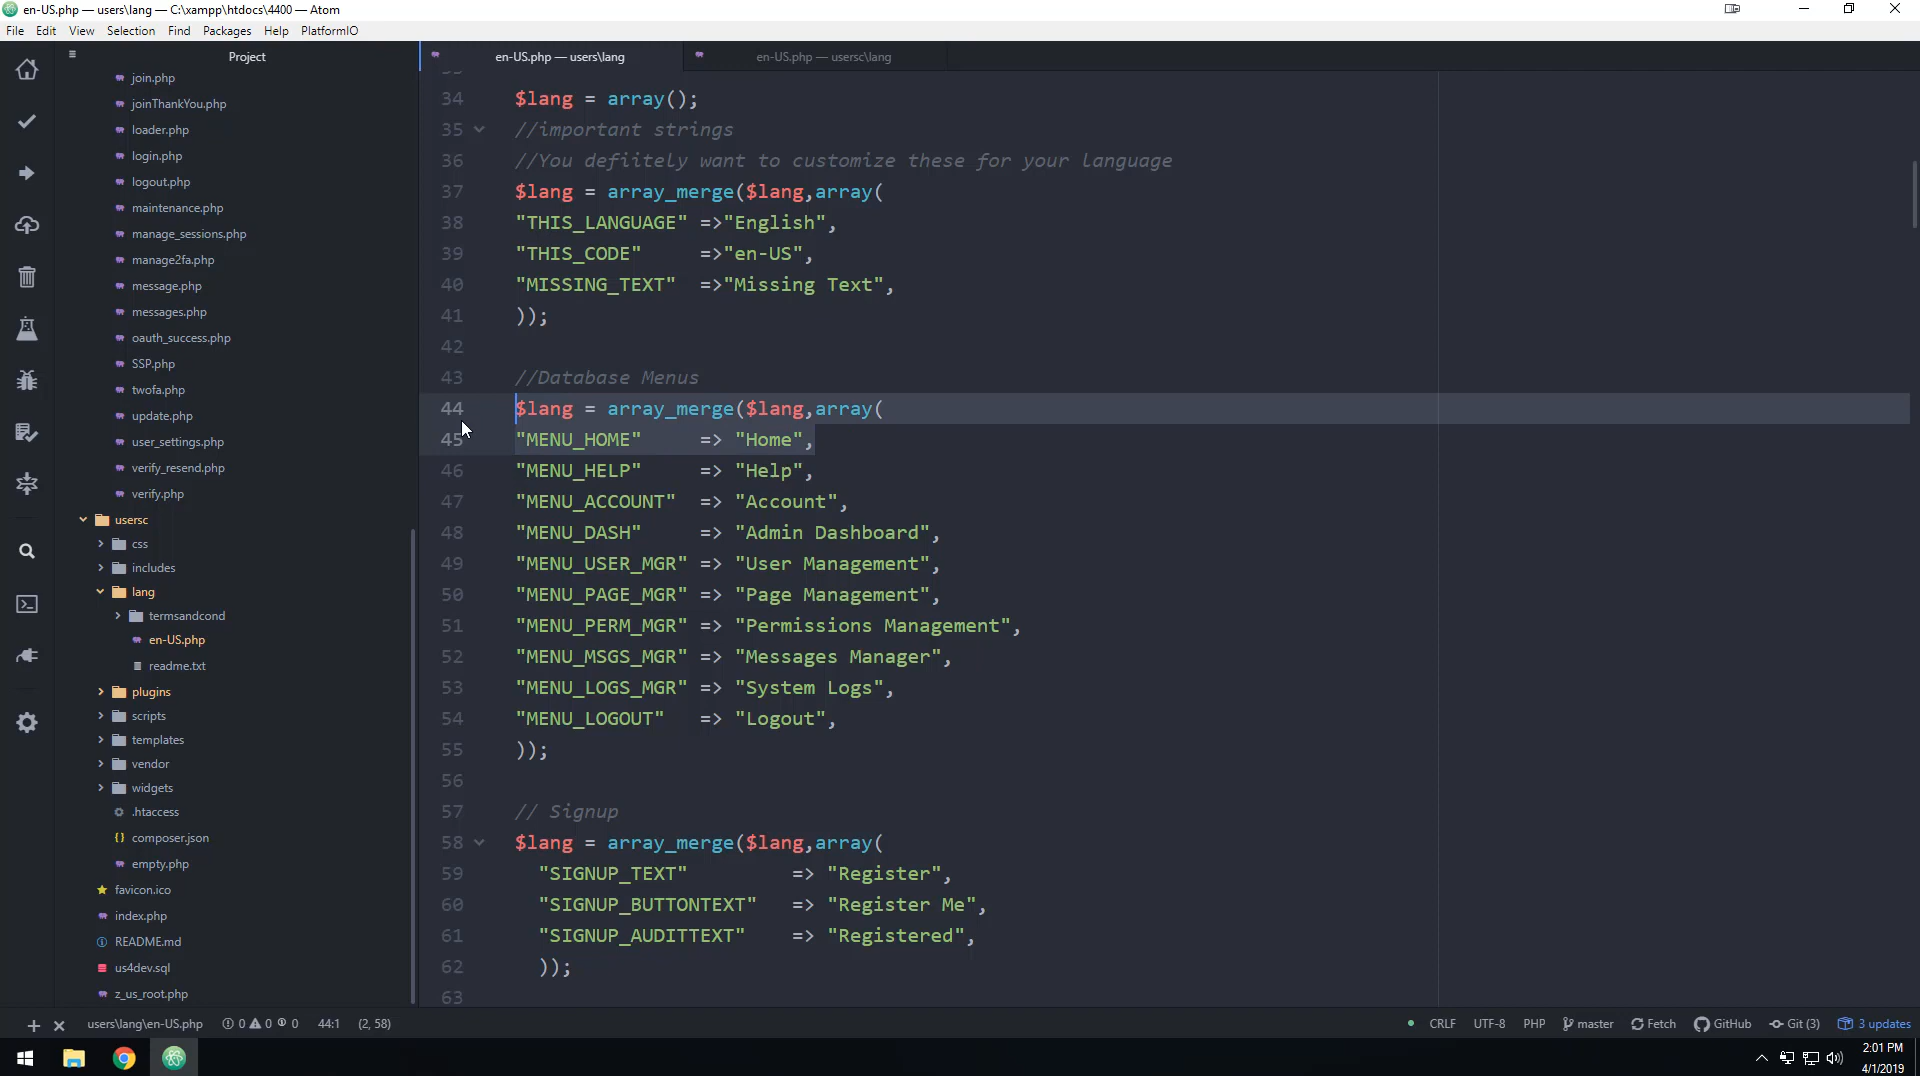 en-US.php — users\lang — C:\xampp\htdocs\4400 — Atom
File Edit View Selection Find Packages Help PlatformIO
Project
join.php
joinThankYou.php
loader.php
login.php
logout.php
maintenance.php
manage_sessions.php
manage2fa.php
message.php
messages.php
oauth_success.php
SSP.php
twofa.php
update.php
user_settings.php
verify_resend.php
verify.php
usersc
css
includes
lang
termsandcond
en-US.php
readme.txt
plugins
scripts
templates
vendor
widgets
.htaccess
composer.json
empty.php
favicon.ico
index.php
README.md
us4dev.sql
z_us_root.php
en-US.php — users\lang en-US.php — usersc\lang
34 $lang = array();
35 //important strings
36 //You defiitely want to customize these for your language
37 $lang = array_merge($lang,array(
38 "THIS_LANGUAGE" =>"English",
39 "THIS_CODE" =>"en-US",
40 "MISSING_TEXT" =>"Missing Text",
41 ));
42
43 //Database Menus
44 $lang = array_merge($lang,array(
45 "MENU_HOME" => "Home",
46 "MENU_HELP" => "Help",
47 "MENU_ACCOUNT" => "Account",
48 "MENU_DASH" => "Admin Dashboard",
49 "MENU_USER_MGR" => "User Management",
50 "MENU_PAGE_MGR" => "Page Management",
51 "MENU_PERM_MGR" => "Permissions Management",
52 "MENU_MSGS_MGR" => "Messages Manager",
53 "MENU_LOGS_MGR" => "System Logs",
54 "MENU_LOGOUT" => "Logout",
55 ));
56
57 // Signup
58 $lang = array_merge($lang,array(
59 "SIGNUP_TEXT" => "Register",
60 "SIGNUP_BUTTONTEXT" => "Register Me",
61 "SIGNUP_AUDITTEXT" => "Registered",
62 ));
63
users\lang\en-US.php 0 0 0 44:1 (2, 58) CRLF UTF-8 PHP master Fetch GitHub Git (3) 3 updates
2:01 PM
4/1/2019